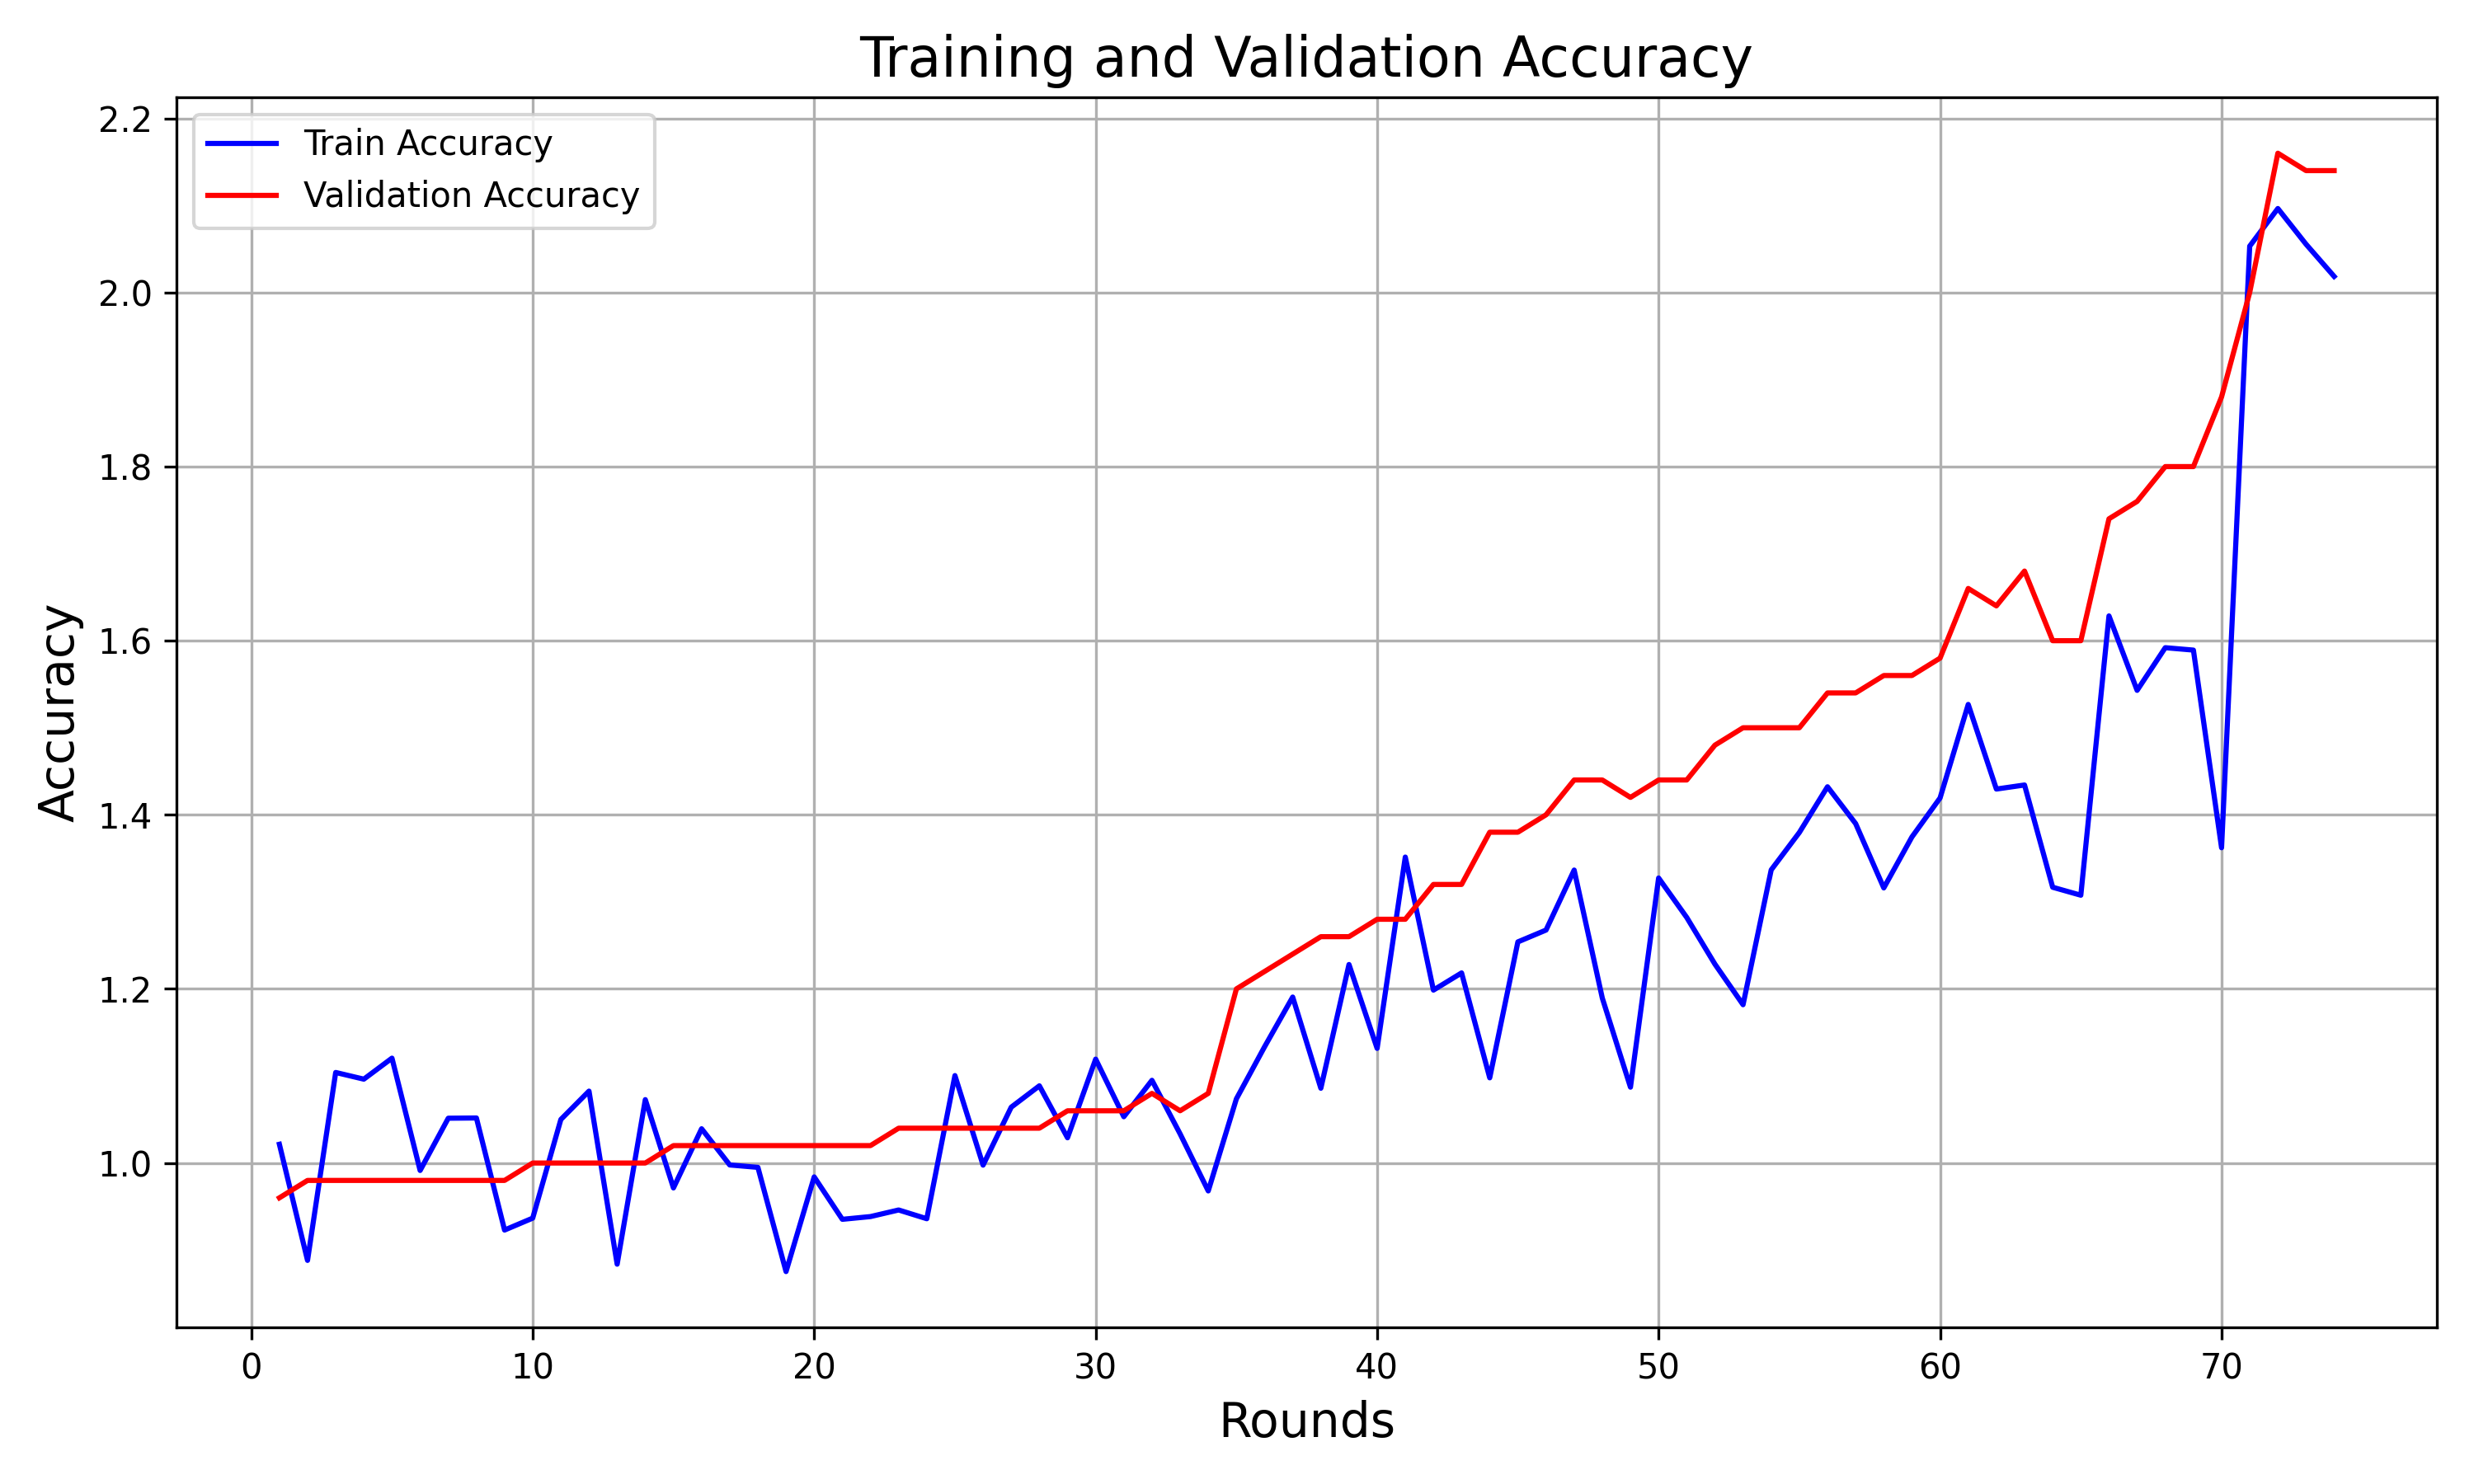 Training and Validation Accuracy
Train Accuracy
Validation Accuracy
2.2
2.0
1.8
1.6
1.4
1.2
1.0
Accuracy
0 10 20 30 40 50 60 70
Rounds